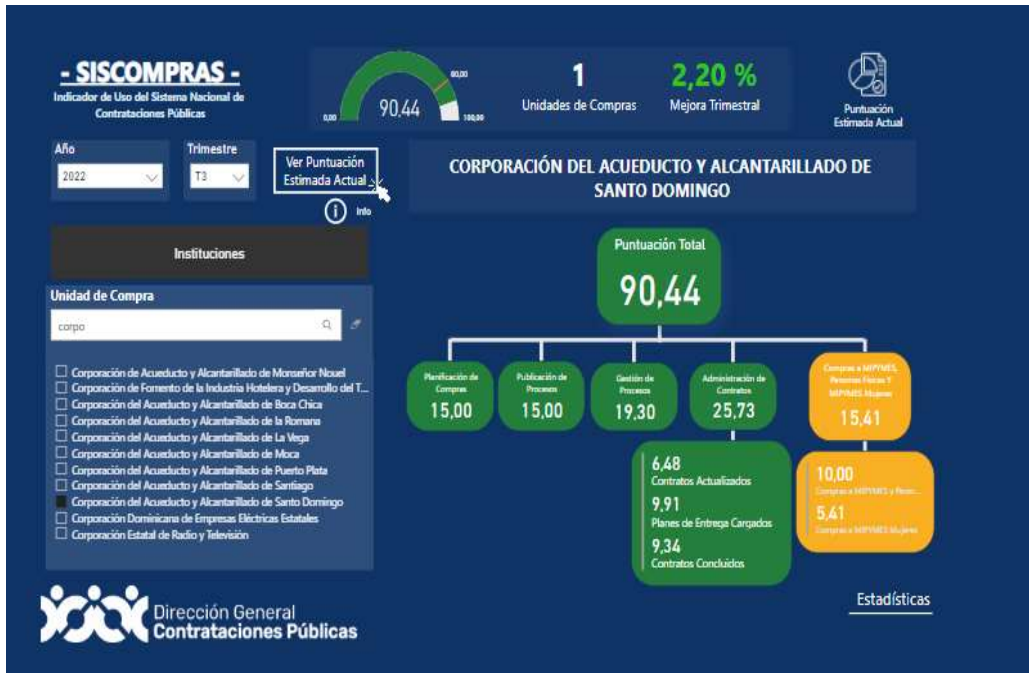 - SISCOMPRAS -
Indicador de Uso del Sistema Nacional de
Contrataciones Públicas
0,00
90,44
80,00
100,00
1
Unidades de Compras
2,20 %
Mejora Trimestral
Puntuación
Estimada Actual
Año
2022
Trimestre
T3
Ver Puntuación
Estimada Actual
Info
CORPORACIÓN DEL ACUEDUCTO Y ALCANTARILLADO DE
SANTO DOMINGO
Instituciones
Unidad de Compra
corpo
Corporación de Acueducto y Alcantarillado de Monseñor Nouel
Corporación de Fomento de la Industria Hotelera y Desarrollo del T...
Corporación del Acueducto y Alcantarillado de Boca Chica
Corporación del Acueducto y Alcantarillado de la Romana
Corporación del Acueducto y Alcantarillado de La Vega
Corporación del Acueducto y Alcantarillado de Moca
Corporación del Acueducto y Alcantarillado de Puerto Plata
Corporación del Acueducto y Alcantarillado de Santiago
Corporación del Acueducto y Alcantarillado de Santo Domingo
Corporación Dominicana de Empresas Eléctricas Estatales
Corporación Estatal de Radio y Televisión
Puntuación Total
90,44
Planificación de
Compras
15,00
Publicación de
Procesos
15,00
Gestión de
Procesos
19,30
Administración de
Contratos
25,73
Compras a MIPYMES,
Personas Físicas Y
MIPYMES Mujeres
15,41
6,48
Contratos Actualizados
9,91
Planes de Entrega Cargados
9,34
Contratos Concluidos
10,00
Compras a MIPYMES y Perso...
5,41
Compras a MIPYMES Mujeres
Estadísticas
Dirección General
Contrataciones Públicas